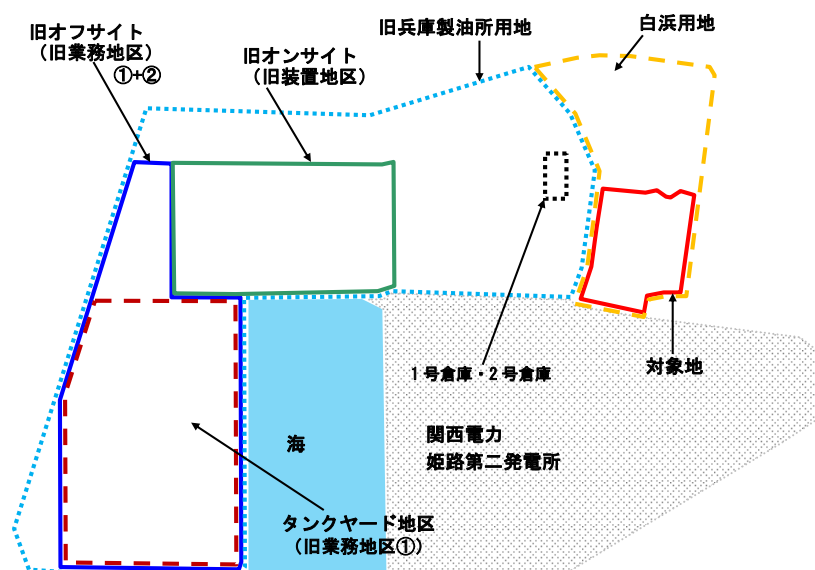 旧オフサイト
(旧業務地区)
①+②
旧オンサイト
(旧装置地区)
旧兵庫製油所用地
白浜用地
1号倉庫・2号倉庫
対象地
海
関西電力
姫路第二発電所
タンクヤード地区
(旧業務地区①)